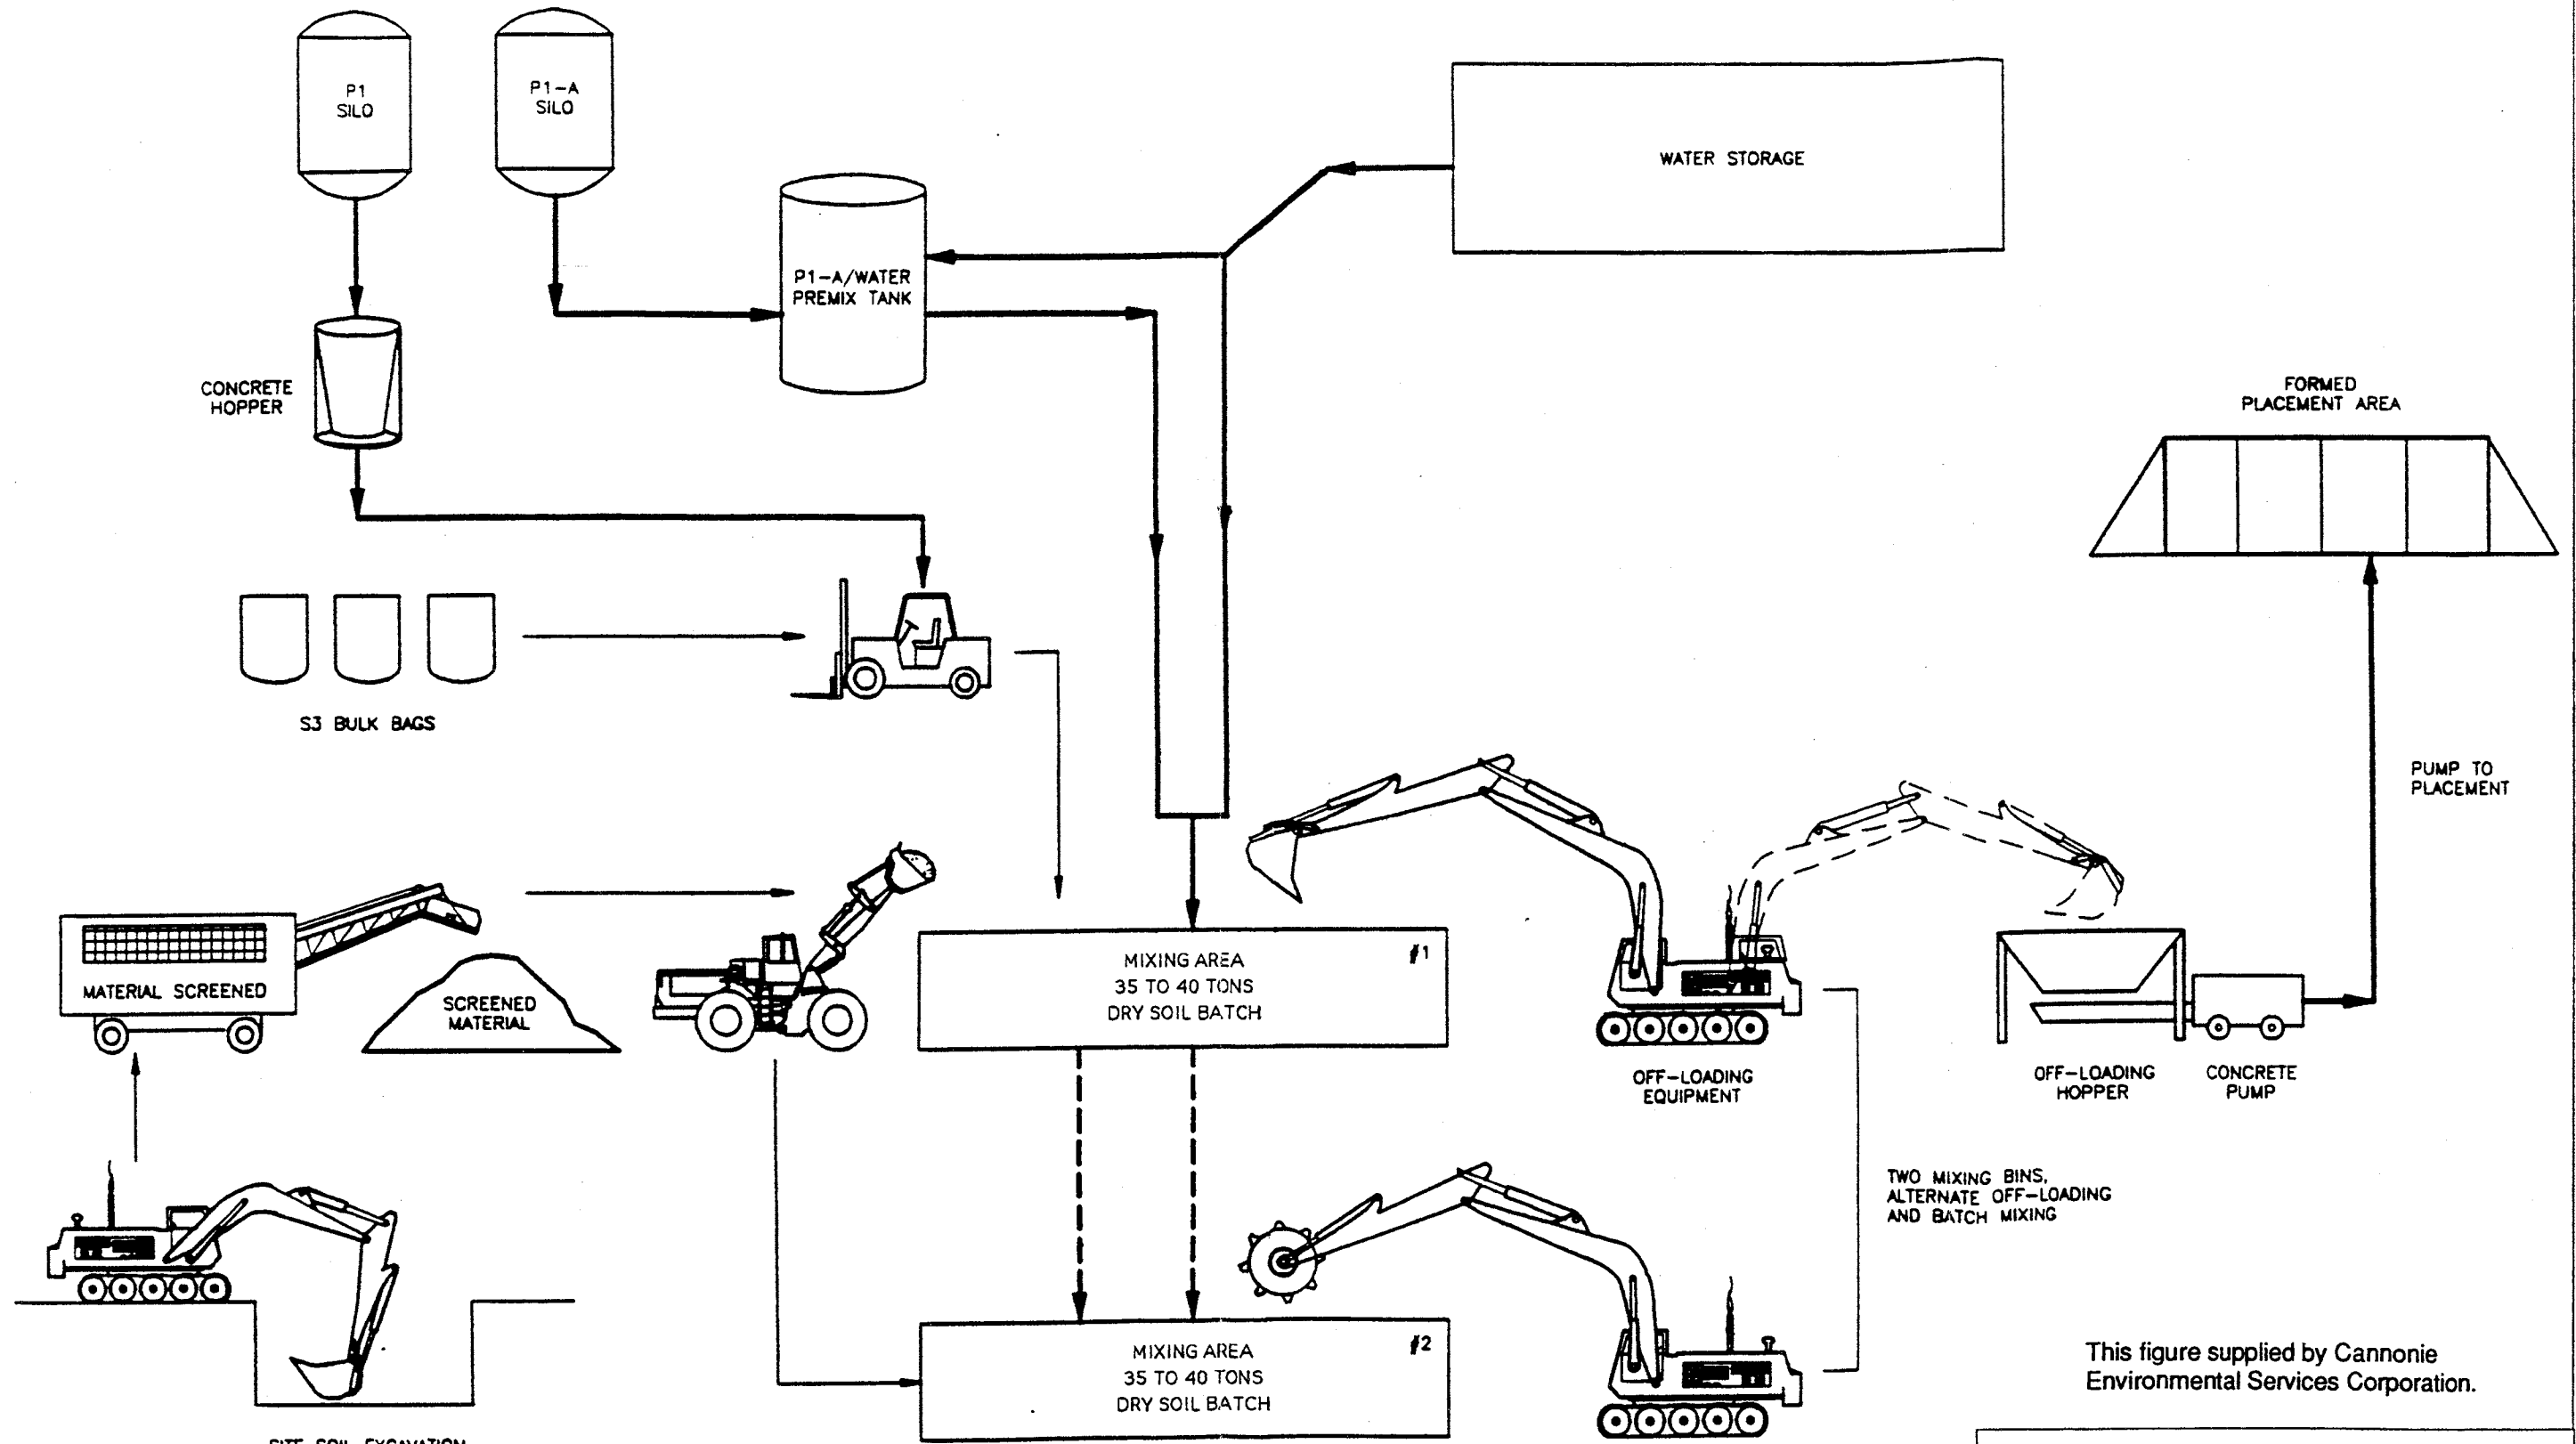 P1
SILO
P1-A
SILO
WATER STORAGE
P1-A/WATER
PREMIX TANK
CONCRETE
HOPPER
FORMED
PLACEMENT AREA
S3 BULK BAGS
PUMP TO
PLACEMENT
MATERIAL SCREENED
SCREENED
MATERIAL
#1
MIXING AREA
35 TO 40 TONS
DRY SOIL BATCH
OFF-LOADING
EQUIPMENT
OFF-LOADING
HOPPER
CONCRETE
PUMP
TWO MIXING BINS,
ALTERNATE OFF-LOADING
AND BATCH MIXING
#2
MIXING AREA
35 TO 40 TONS
DRY SOIL BATCH
This figure supplied by Cannonie
Environmental Services Corporation.
SITE SOIL EXCAVATION